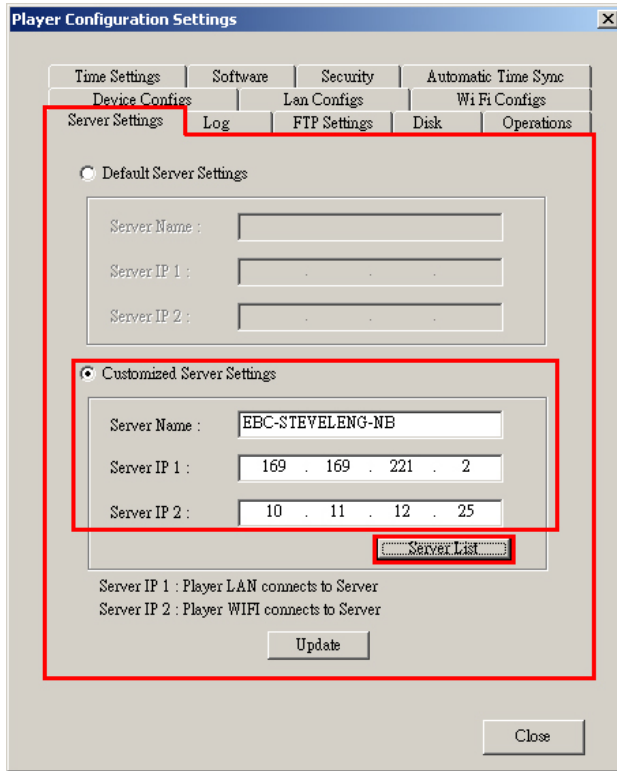 Player Configuration Settings
Time Settings Software Security Automatic Time Sync
Device Configs Lan Configs Wi Fi Configs
Server Settings Log FTP Settings Disk Operations
Default Server Settings
Server Name :
Server IP 1 : . . .
Server IP 2 : . . .
Customized Server Settings
Server Name : EBC-STEVELENG-NB
Server IP 1 : 169 . 169 . 221 . 2
Server IP 2 : 10 . 11 . 12 . 25
Server List
Server IP 1 : Player LAN connects to Server
Server IP 2 : Player WIFI connects to Server
Update
Close